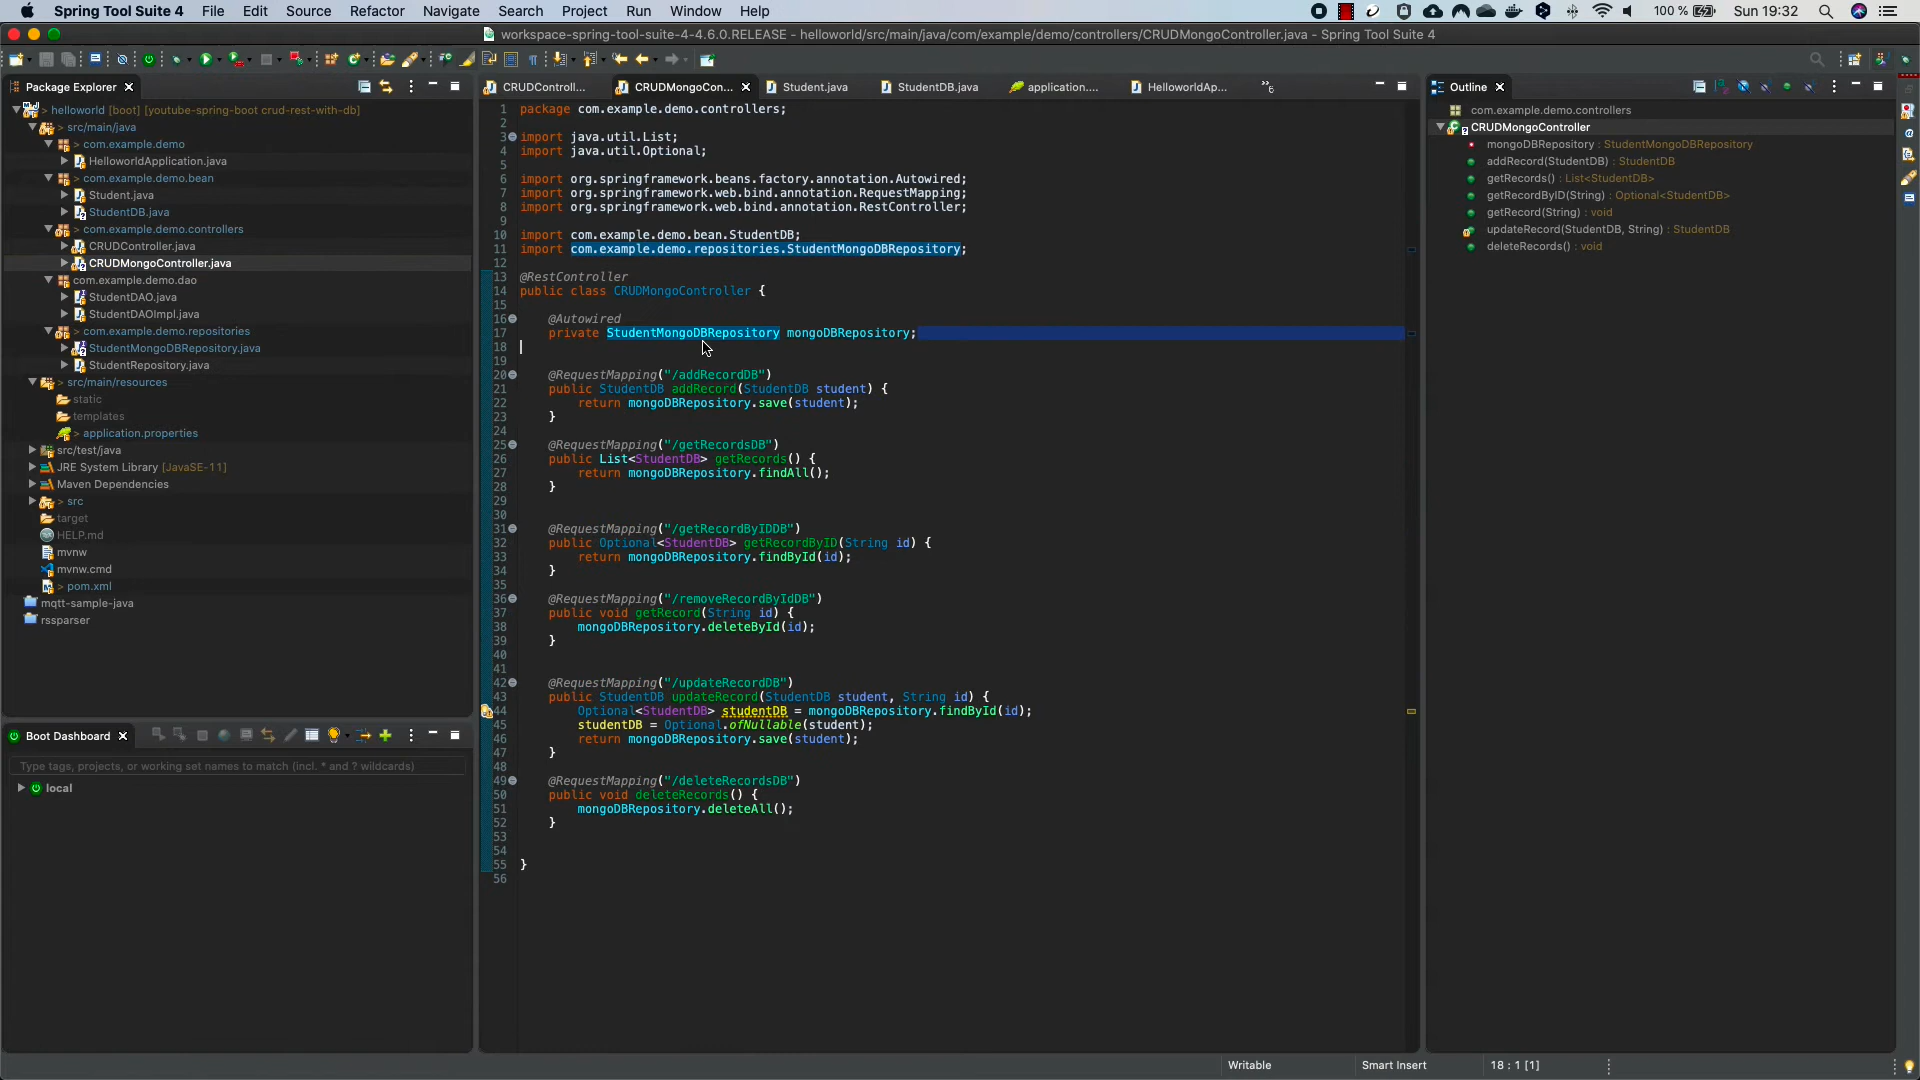 Spring Tool Suite 4 File Edit Source Refactor Navigate Search Project Run Window Help 100 % Sun 19:32
workspace-spring-tool-suite-4-4.6.0.RELEASE - helloworld/src/main/java/com/example/demo/controllers/CRUDMongoController.java - Spring Tool Suite 4
Package Explorer
helloworld [boot] [youtube-spring-boot crud-rest-with-db]
src/main/java
> com.example.demo
HelloworldApplication.java
> com.example.demo.bean
Student.java
StudentDB.java
> com.example.demo.controllers
CRUDController.java
CRUDMongoController.java
com.example.demo.dao
StudentDAO.java
StudentDAOImpl.java
> com.example.demo.repositories
StudentMongoDBRepository.java
StudentRepository.java
> src/main/resources
static
templates
> application.properties
src/test/java
JRE System Library [JavaSE-11]
Maven Dependencies
> src
target
HELP.md
mvnw
mvnw.cmd
> pom.xml
mqtt-sample-java
rssparser
Boot Dashboard
Type tags, projects, or working set names to match (incl. * and ? wildcards)
local
CRUDControll... CRUDMongoCon... Student.java StudentDB.java application.... HelloworldAp... »6
1 package com.example.demo.controllers;
2
3 import java.util.List;
4 import java.util.Optional;
5
6 import org.springframework.beans.factory.annotation.Autowired;
7 import org.springframework.web.bind.annotation.RequestMapping;
8 import org.springframework.web.bind.annotation.RestController;
9
10 import com.example.demo.bean.StudentDB;
11 import com.example.demo.repositories.StudentMongoDBRepository;
12
13 @RestController
14 public class CRUDMongoController {
15
16 @Autowired
17 private StudentMongoDBRepository mongoDBRepository;
18
19
20 @RequestMapping("/addRecordDB")
21 public StudentDB addRecord(StudentDB student) {
22 return mongoDBRepository.save(student);
23 }
24
25 @RequestMapping("/getRecordsDB")
26 public List<StudentDB> getRecords() {
27 return mongoDBRepository.findAll();
28 }
29
30
31 @RequestMapping("/getRecordByIDDB")
32 public Optional<StudentDB> getRecordByID(String id) {
33 return mongoDBRepository.findById(id);
34 }
35
36 @RequestMapping("/removeRecordByIdDB")
37 public void getRecord(String id) {
38 mongoDBRepository.deleteById(id);
39 }
40
41
42 @RequestMapping("/updateRecordDB")
43 public StudentDB updateRecord(StudentDB student, String id) {
44 Optional<StudentDB> studentDB = mongoDBRepository.findById(id);
45 studentDB = Optional.ofNullable(student);
46 return mongoDBRepository.save(student);
47 }
48
49 @RequestMapping("/deleteRecordsDB")
50 public void deleteRecords() {
51 mongoDBRepository.deleteAll();
52 }
53
54
55 }
56
Outline
com.example.demo.controllers
CRUDMongoController
mongoDBRepository : StudentMongoDBRepository
addRecord(StudentDB) : StudentDB
getRecords() : List<StudentDB>
getRecordByID(String) : Optional<StudentDB>
getRecord(String) : void
updateRecord(StudentDB, String) : StudentDB
deleteRecords() : void
Writable Smart Insert 18 : 1 [1]